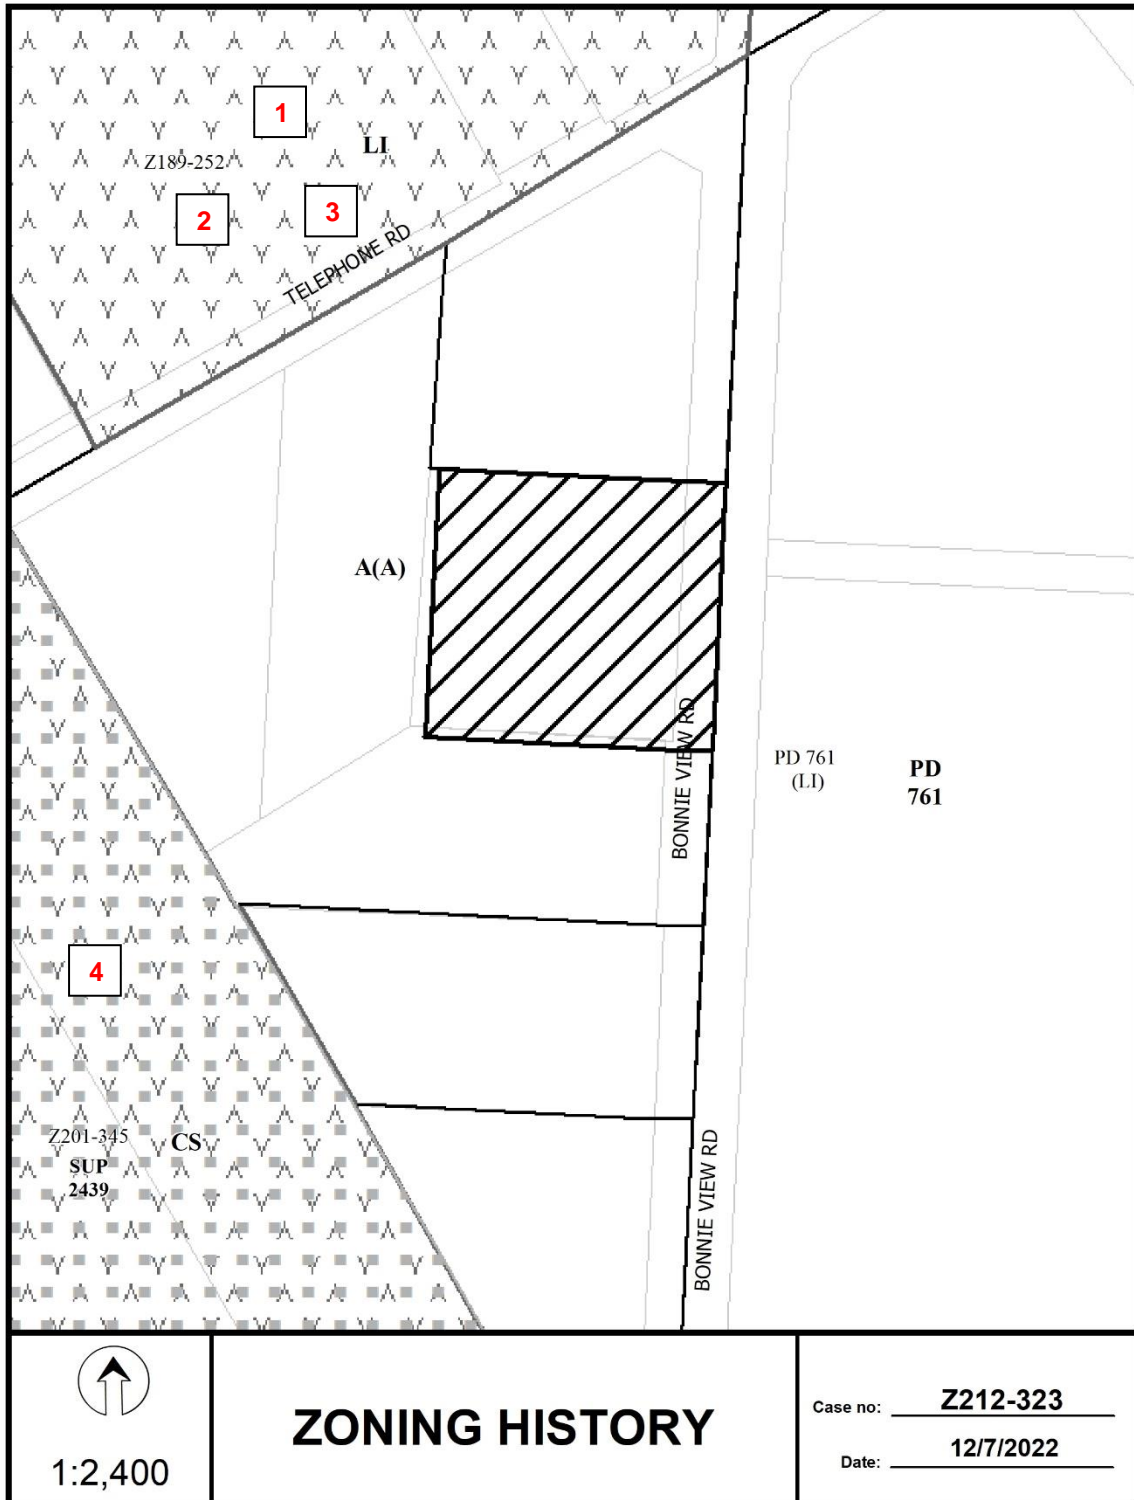 1
LI
Z189-252
2
3
TELEPHONE RD
A(A)
BONNIE VIEW RD
PD 761
(LI)
PD
761
4
Z201-345
CS
SUP
2439
BONNIE VIEW RD
1:2,400
ZONING HISTORY
Case no: Z212-323
Date: 12/7/2022